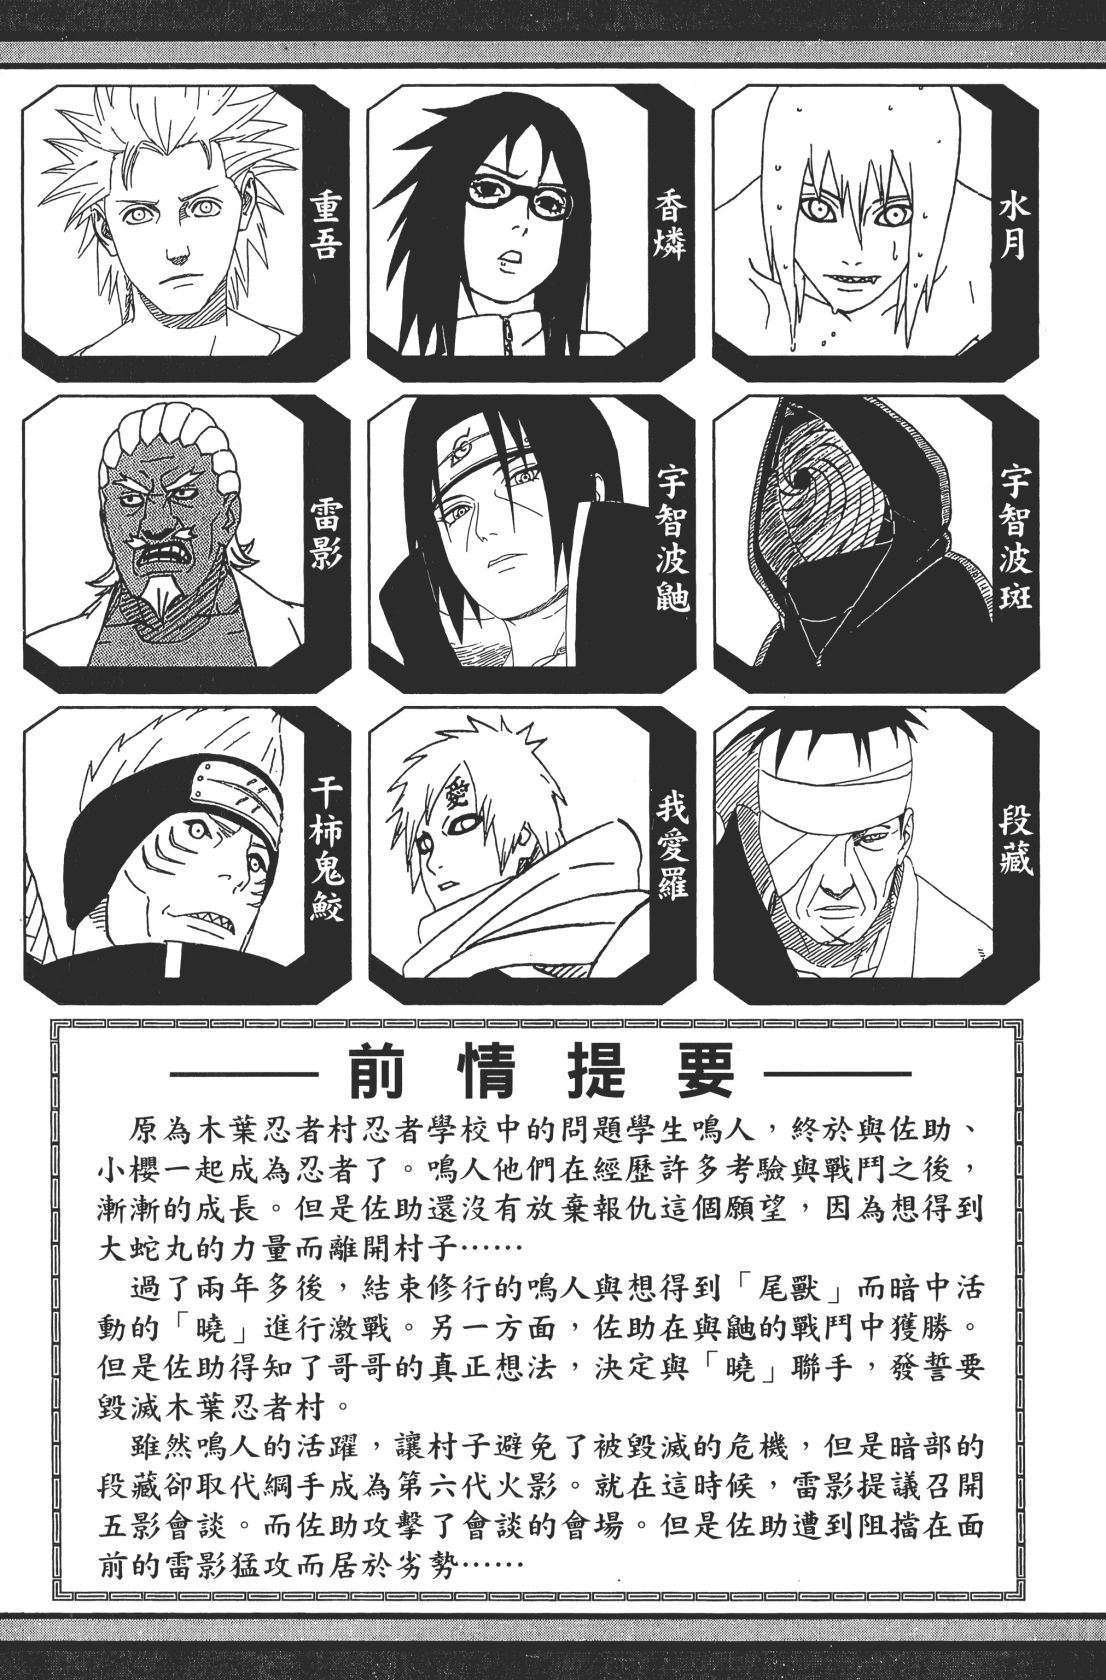 水月
香燐
重吾
宇智波斑
宇智波鼬
雷影
段藏
我愛羅
愛
干柿鬼鮫
前情提要
原為木葉忍者村忍者學校中的問題學生鳴人，終於與佐助、
小櫻一起成為忍者了。鳴人他們在經歷許多考驗與戰鬥之後，
漸漸的成長。但是佐助還沒有放棄報仇這個願望，因為想得到
大蛇丸的力量而離開村子……
過了兩年多後，結束修行的鳴人與想得到「尾獸」而暗中活
動的「曉」進行激戰。另一方面，佐助在與鼬的戰鬥中獲勝。
但是佐助得知了哥哥的真正想法，決定與「曉」聯手，發誓要
毀滅木葉忍者村。
雖然鳴人的活躍，讓村子避免了被毀滅的危機，但是暗部的
段藏卻取代綱手成為第六代火影。就在這時候，雷影提議召開
五影會談。而佐助攻擊了會談的會場。但是佐助遭到阻擋在面
前的雷影猛攻而居於劣勢……